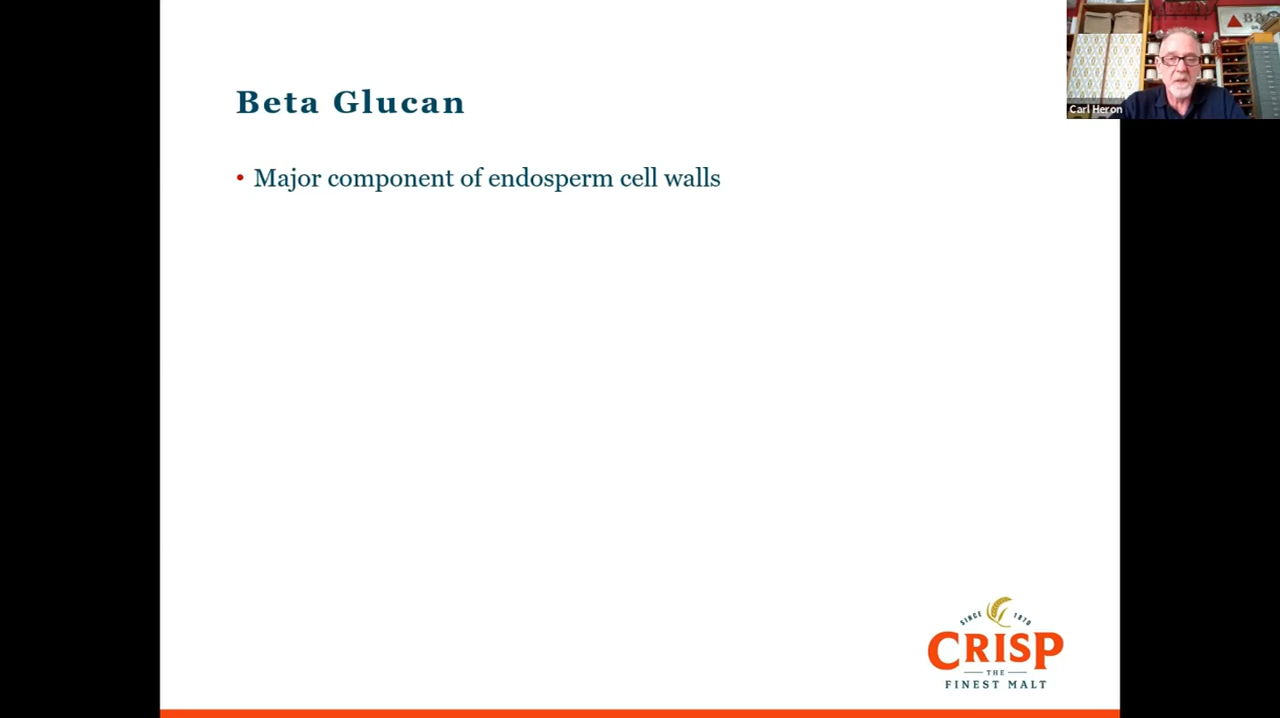 Beta Glucan
• Major component of endosperm cell walls
Carl Heron
SINCE 1870
CRISP
THE
FINEST MALT